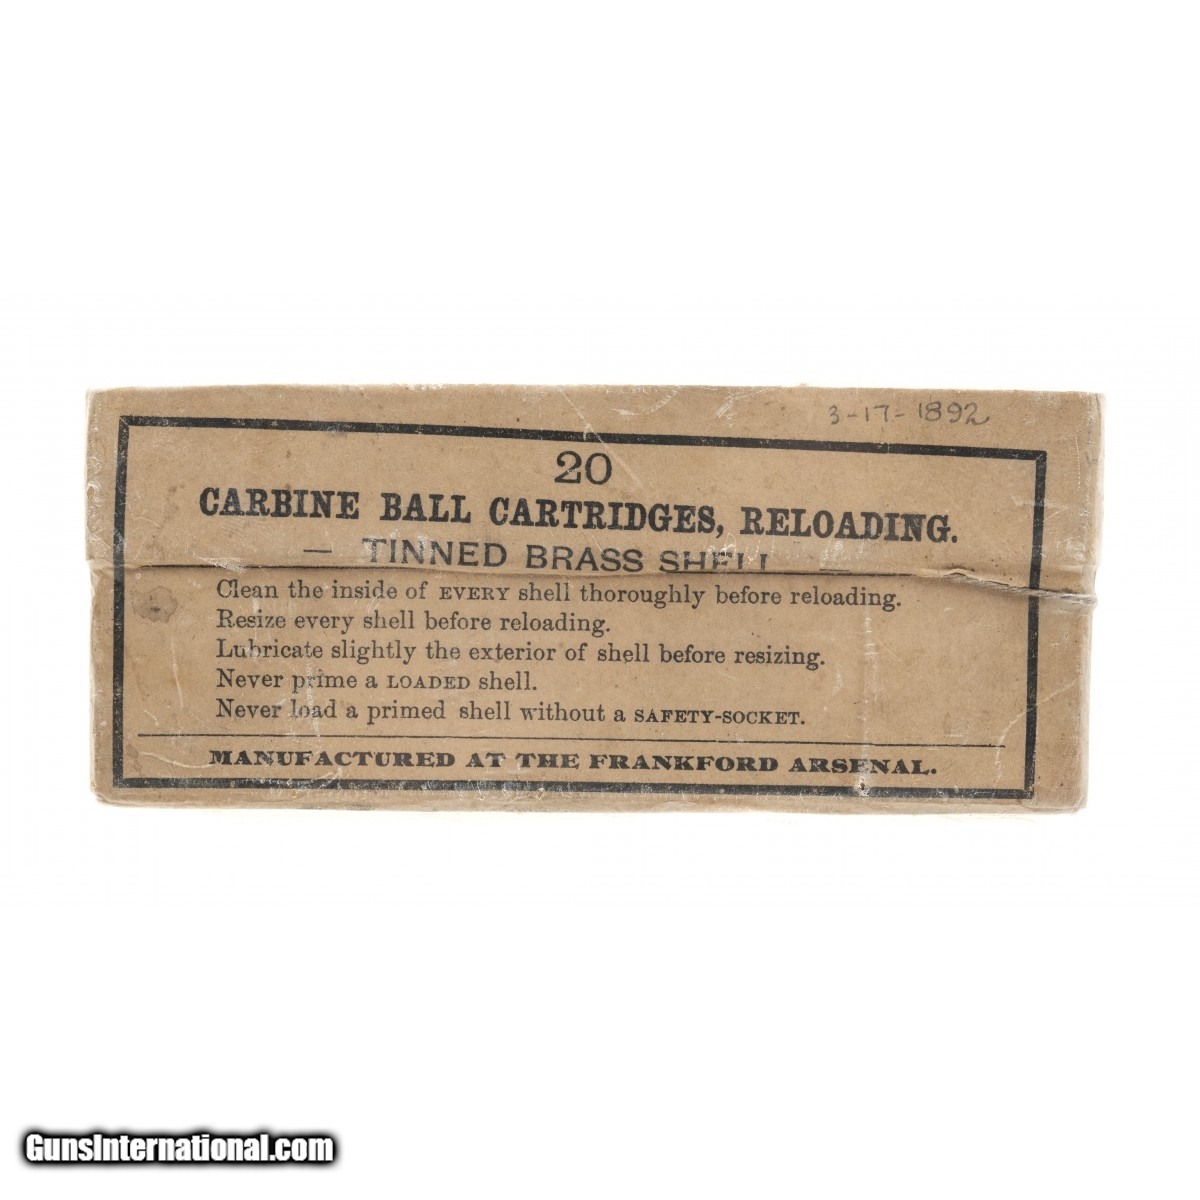 3-17-1892
20
CARBINE BALL CARTRIDGES, RELOADING.
— TINNED BRASS SHELL —
Clean the inside of EVERY shell thoroughly before reloading.
Resize every shell before reloading.
Lubricate slightly the exterior of shell before resizing.
Never prime a LOADED shell.
Never load a primed shell without a SAFETY-SOCKET.
MANUFACTURED AT THE FRANKFORD ARSENAL.
GunsInternational.com